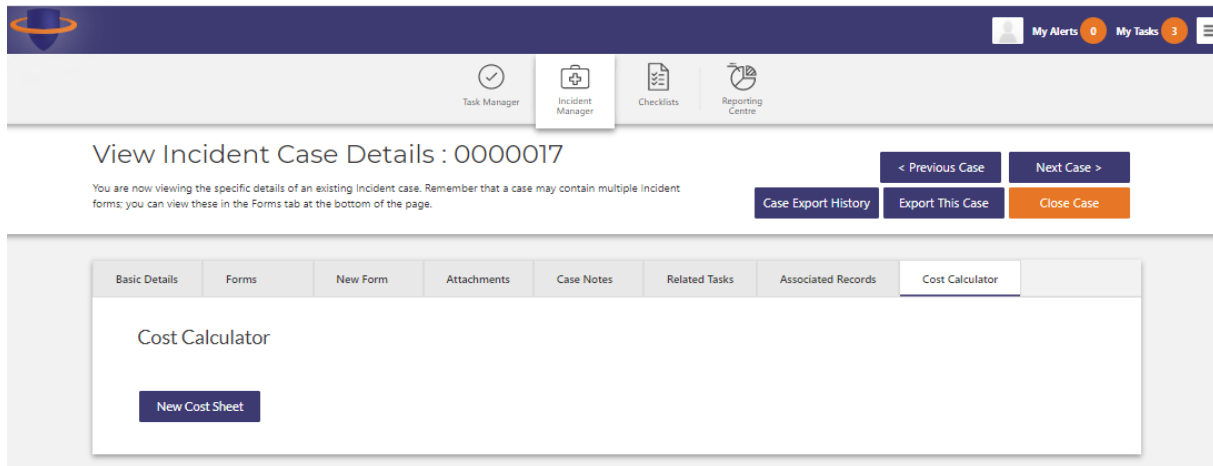 My Alerts 0 My Tasks 3
Task Manager
Incident
Manager
Checklists
Reporting
Centre
View Incident Case Details : 0000017
You are now viewing the specific details of an existing Incident case. Remember that a case may contain multiple Incident
forms; you can view these in the Forms tab at the bottom of the page.
< Previous Case
Next Case >
Case Export History
Export This Case
Close Case
Basic Details
Forms
New Form
Attachments
Case Notes
Related Tasks
Associated Records
Cost Calculator
Cost Calculator
New Cost Sheet